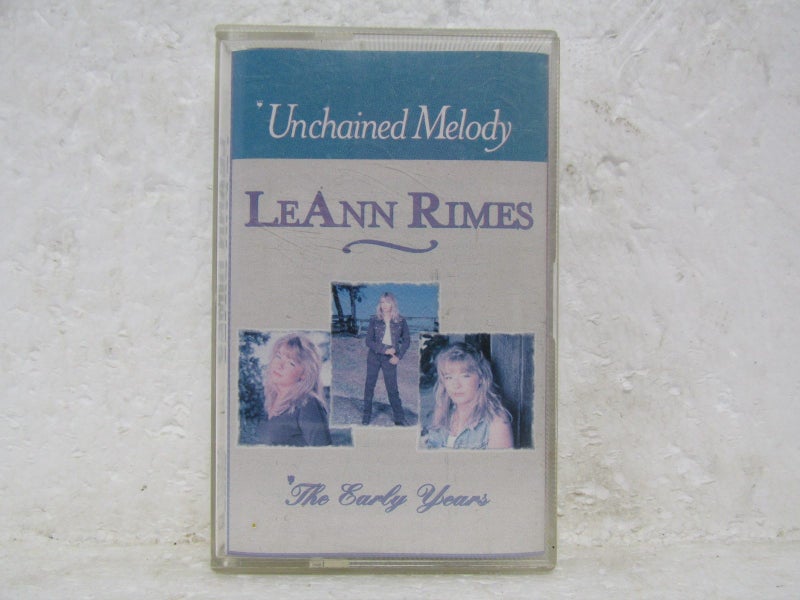 Unchained Melody
LEANN RIMES
The Early Years